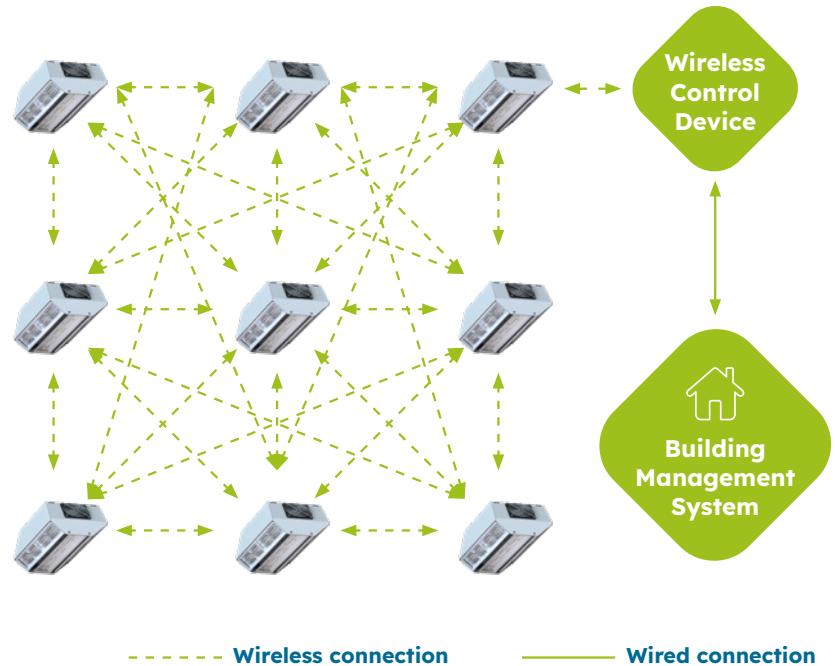 Wireless
Control
Device
Building
Management
System
Wireless connection
Wired connection